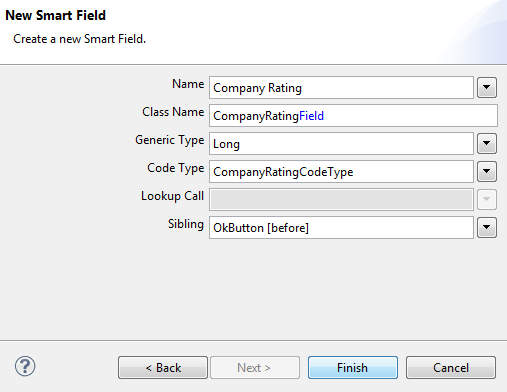 New Smart Field
Create a new Smart Field.
Name Company Rating
Class Name CompanyRatingField
Generic Type Long
Code Type CompanyRatingCodeType
Lookup Call
Sibling OkButton [before]
? < Back Next > Finish Cancel